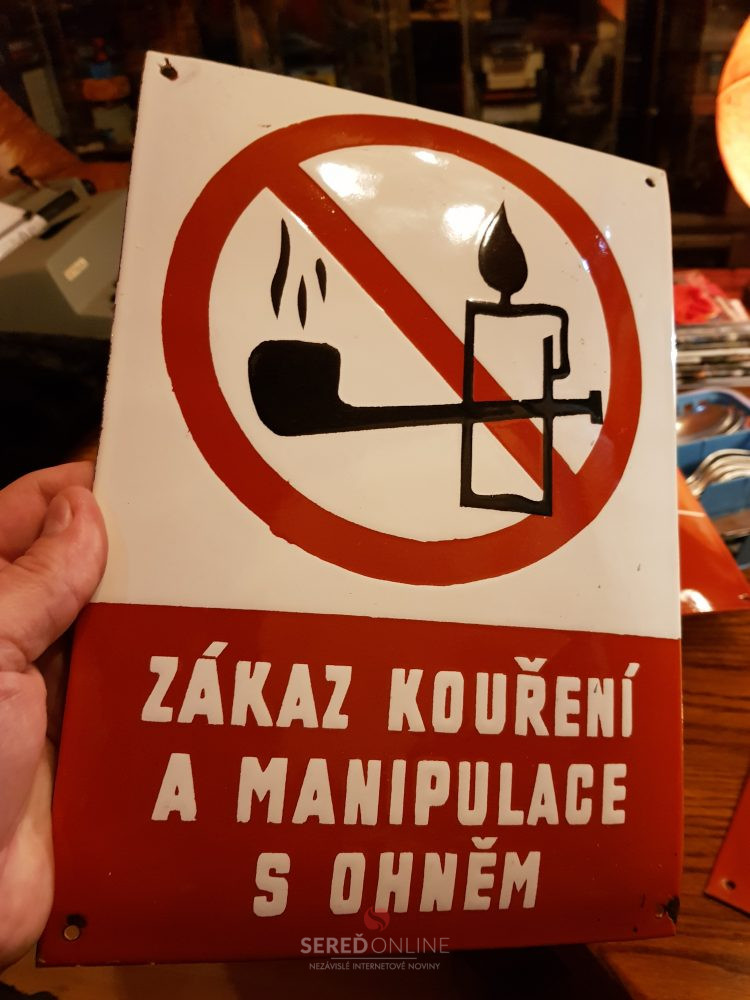 ZÁKAZ KOUŘENÍ
A MANIPULACE
S OHNĚM
SEREĎONLINE
NEZÁVISLÉ INTERNETOVÉ NOVINY